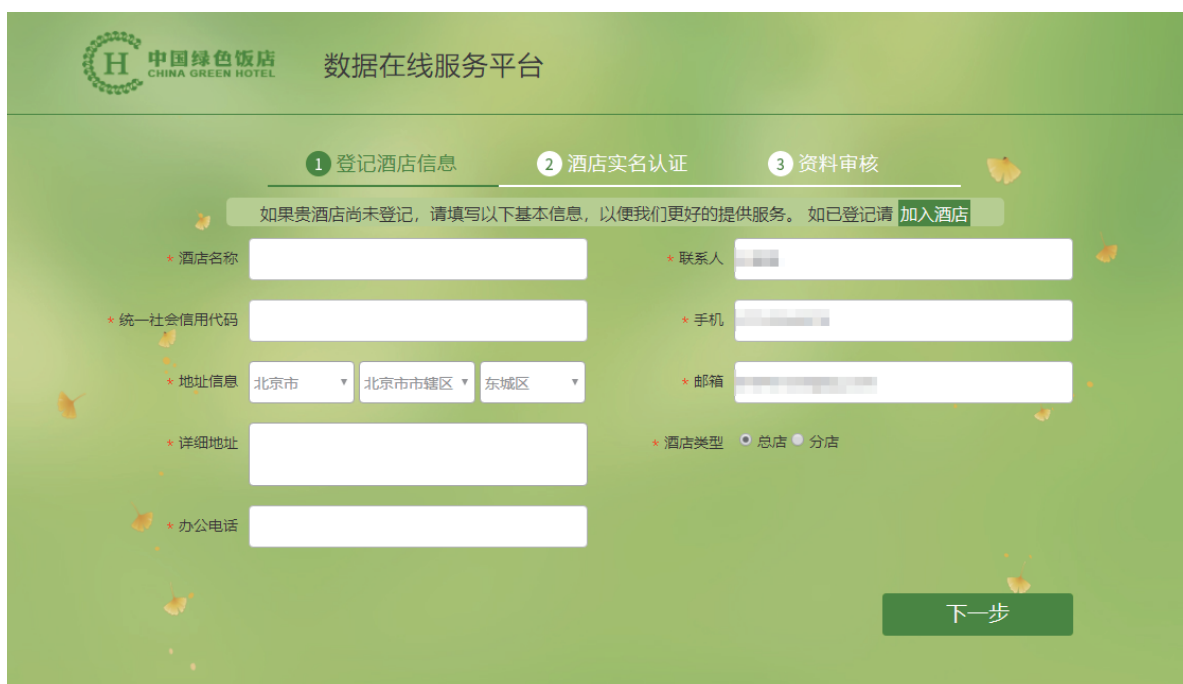 H 中国绿色饭店 数据在线服务平台
CHINA GREEN HOTEL
1 登记酒店信息 2 酒店实名认证 3 资料审核
如果贵酒店尚未登记，请填写以下基本信息，以便我们更好的提供服务。 如已登记请 加入酒店
* 酒店名称 * 联系人
* 统一社会信用代码 * 手机
* 地址信息 北京市 北京市市辖区 东城区 * 邮箱
* 详细地址 * 酒店类型 总店 分店
* 办公电话
下一步